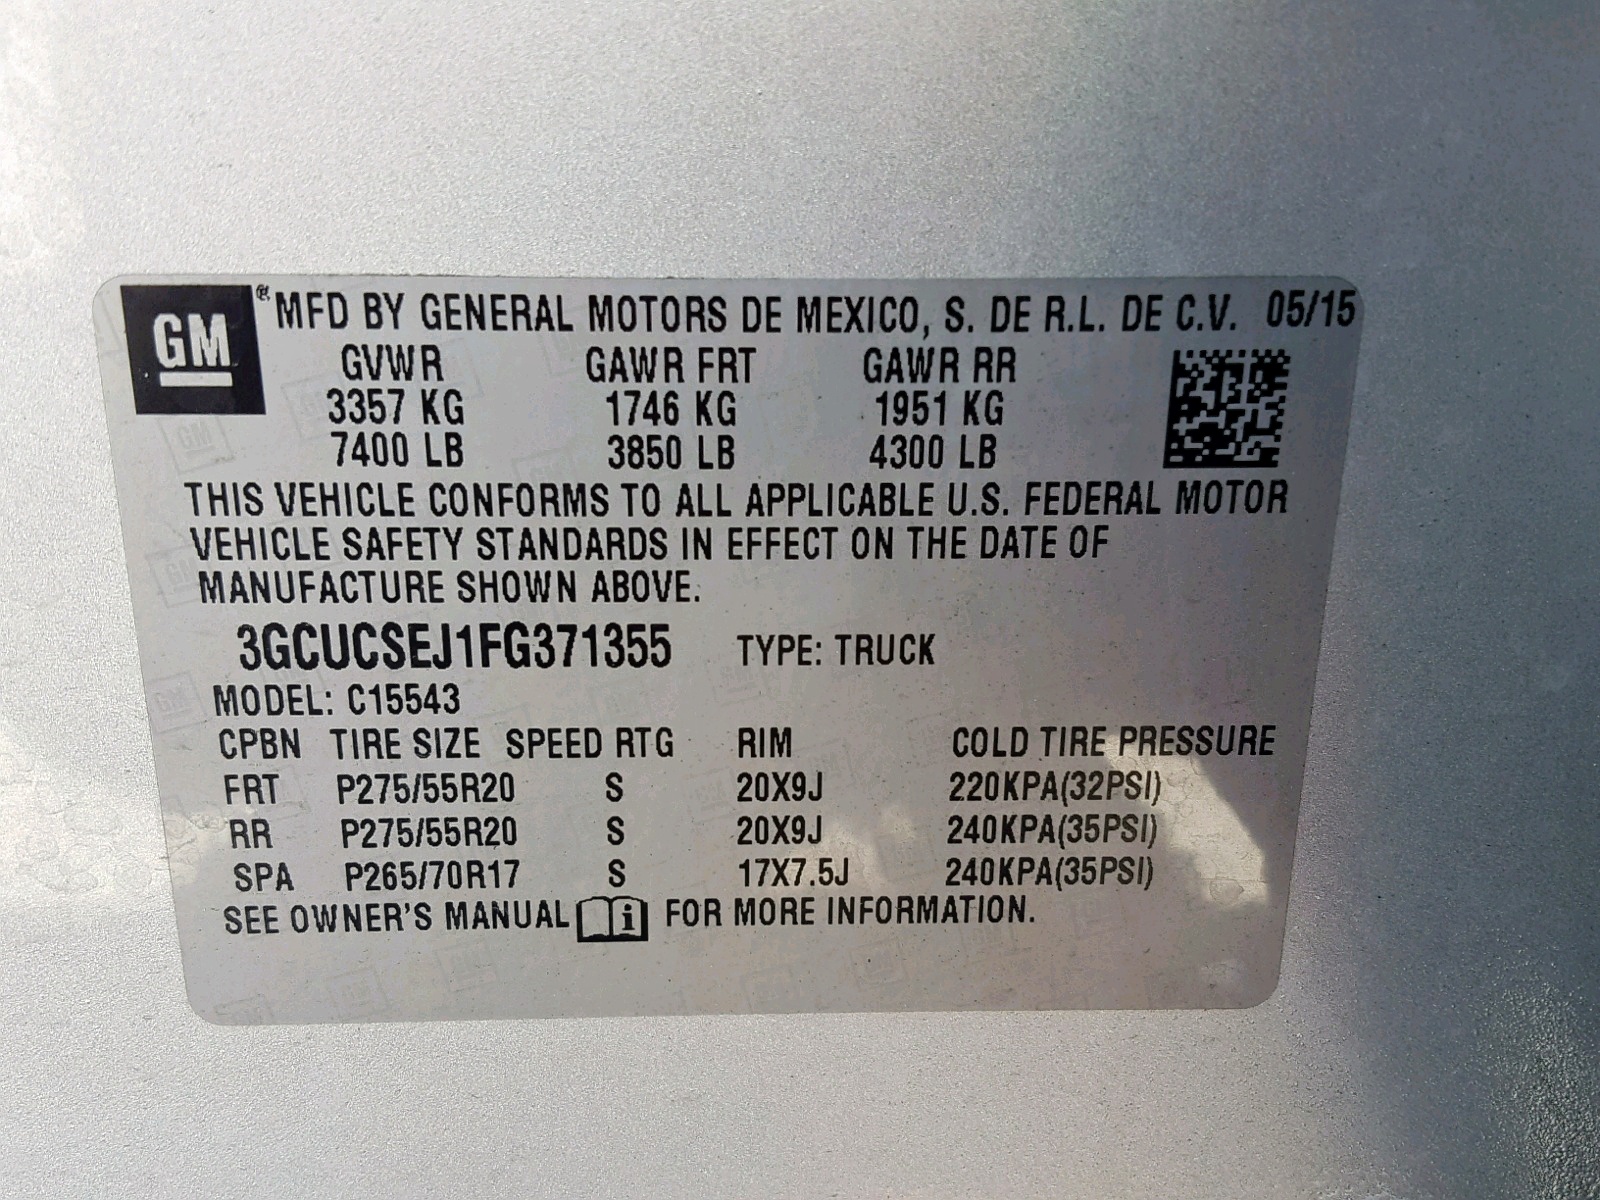 GM ® MFD BY GENERAL MOTORS DE MEXICO, S. DE R.L. DE C.V. 05/15
GVWR GAWR FRT GAWR RR
3357 KG 1746 KG 1951 KG
7400 LB 3850 LB 4300 LB
THIS VEHICLE CONFORMS TO ALL APPLICABLE U.S. FEDERAL MOTOR
VEHICLE SAFETY STANDARDS IN EFFECT ON THE DATE OF
MANUFACTURE SHOWN ABOVE.
3GCUCSEJ1FG371355 TYPE: TRUCK
MODEL: C15543
CPBN TIRE SIZE SPEED RTG RIM COLD TIRE PRESSURE
FRT P275/55R20 S 20X9J 220KPA(32PSI)
RR P275/55R20 S 20X9J 240KPA(35PSI)
SPA P265/70R17 S 17X7.5J 240KPA(35PSI)
SEE OWNER'S MANUAL i FOR MORE INFORMATION.